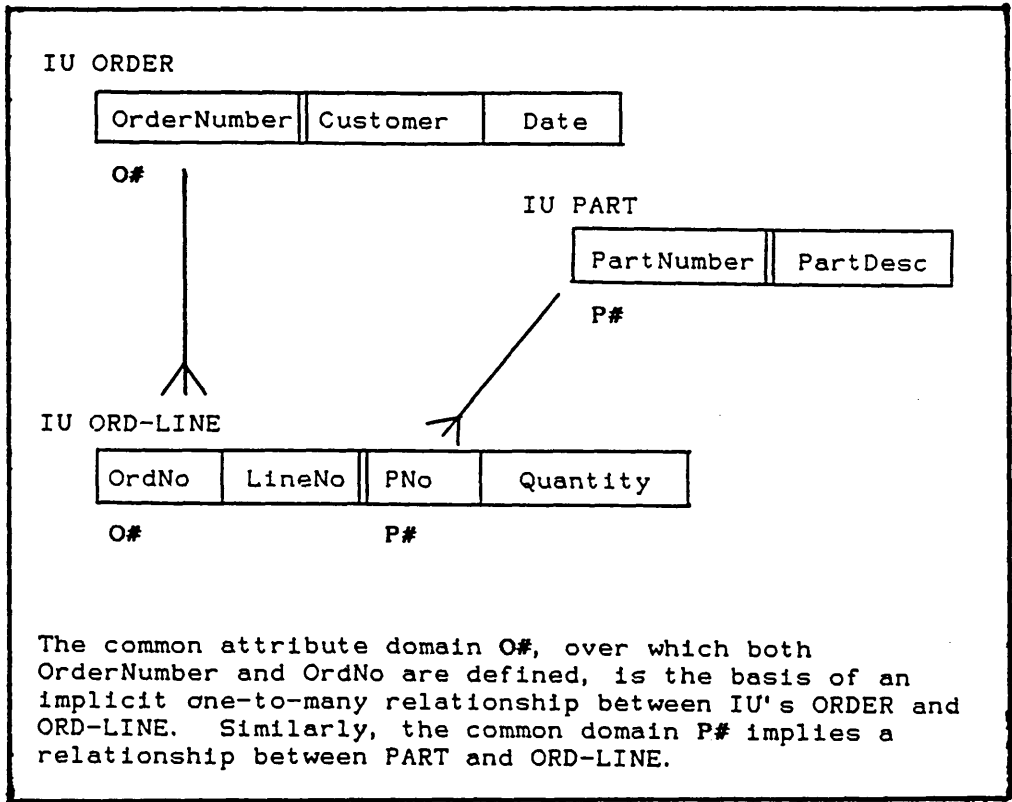 IU ORDER
OrderNumber Customer Date
O#
IU PART
PartNumber PartDesc
P#
IU ORD-LINE
OrdNo LineNo PNo Quantity
O# P#
The common attribute domain O#, over which both
OrderNumber and OrdNo are defined, is the basis of an
implicit one-to-many relationship between IU's ORDER and
ORD-LINE. Similarly, the common domain P# implies a
relationship between PART and ORD-LINE.